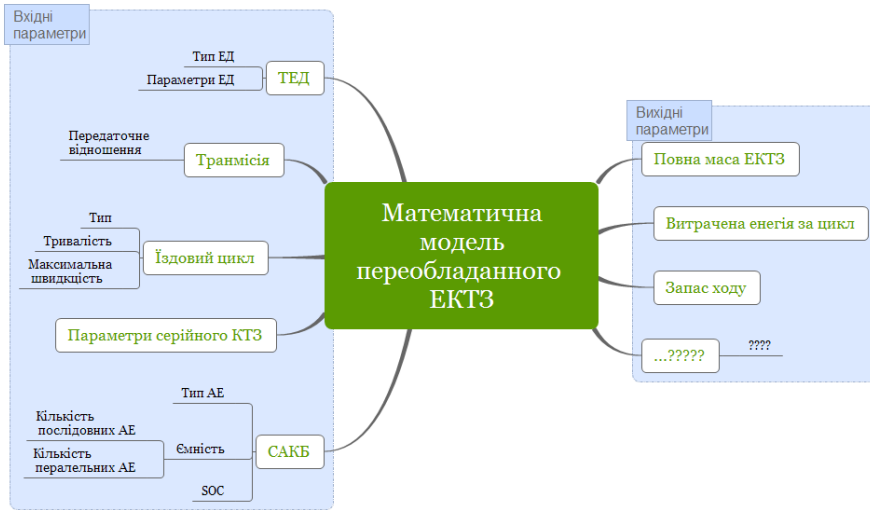 Вхідні
параметри
Тип ЕД
Параметри ЕД
ТЕД
Передаточне
відношення
Транмісія
Тип
Тривалість
Максимальна
швидкцість
Їздовий цикл
Параметри серійного КТЗ
Тип АЕ
Кількість
послідовних АЕ
Кількість
пералельних АЕ
Ємність
SOC
САКБ
Математична
модель
переобладанного
ЕКТЗ
Вихідні
параметри
Повна маса ЕКТЗ
Витрачена енегія за цикл
Запас ходу
...?????
????